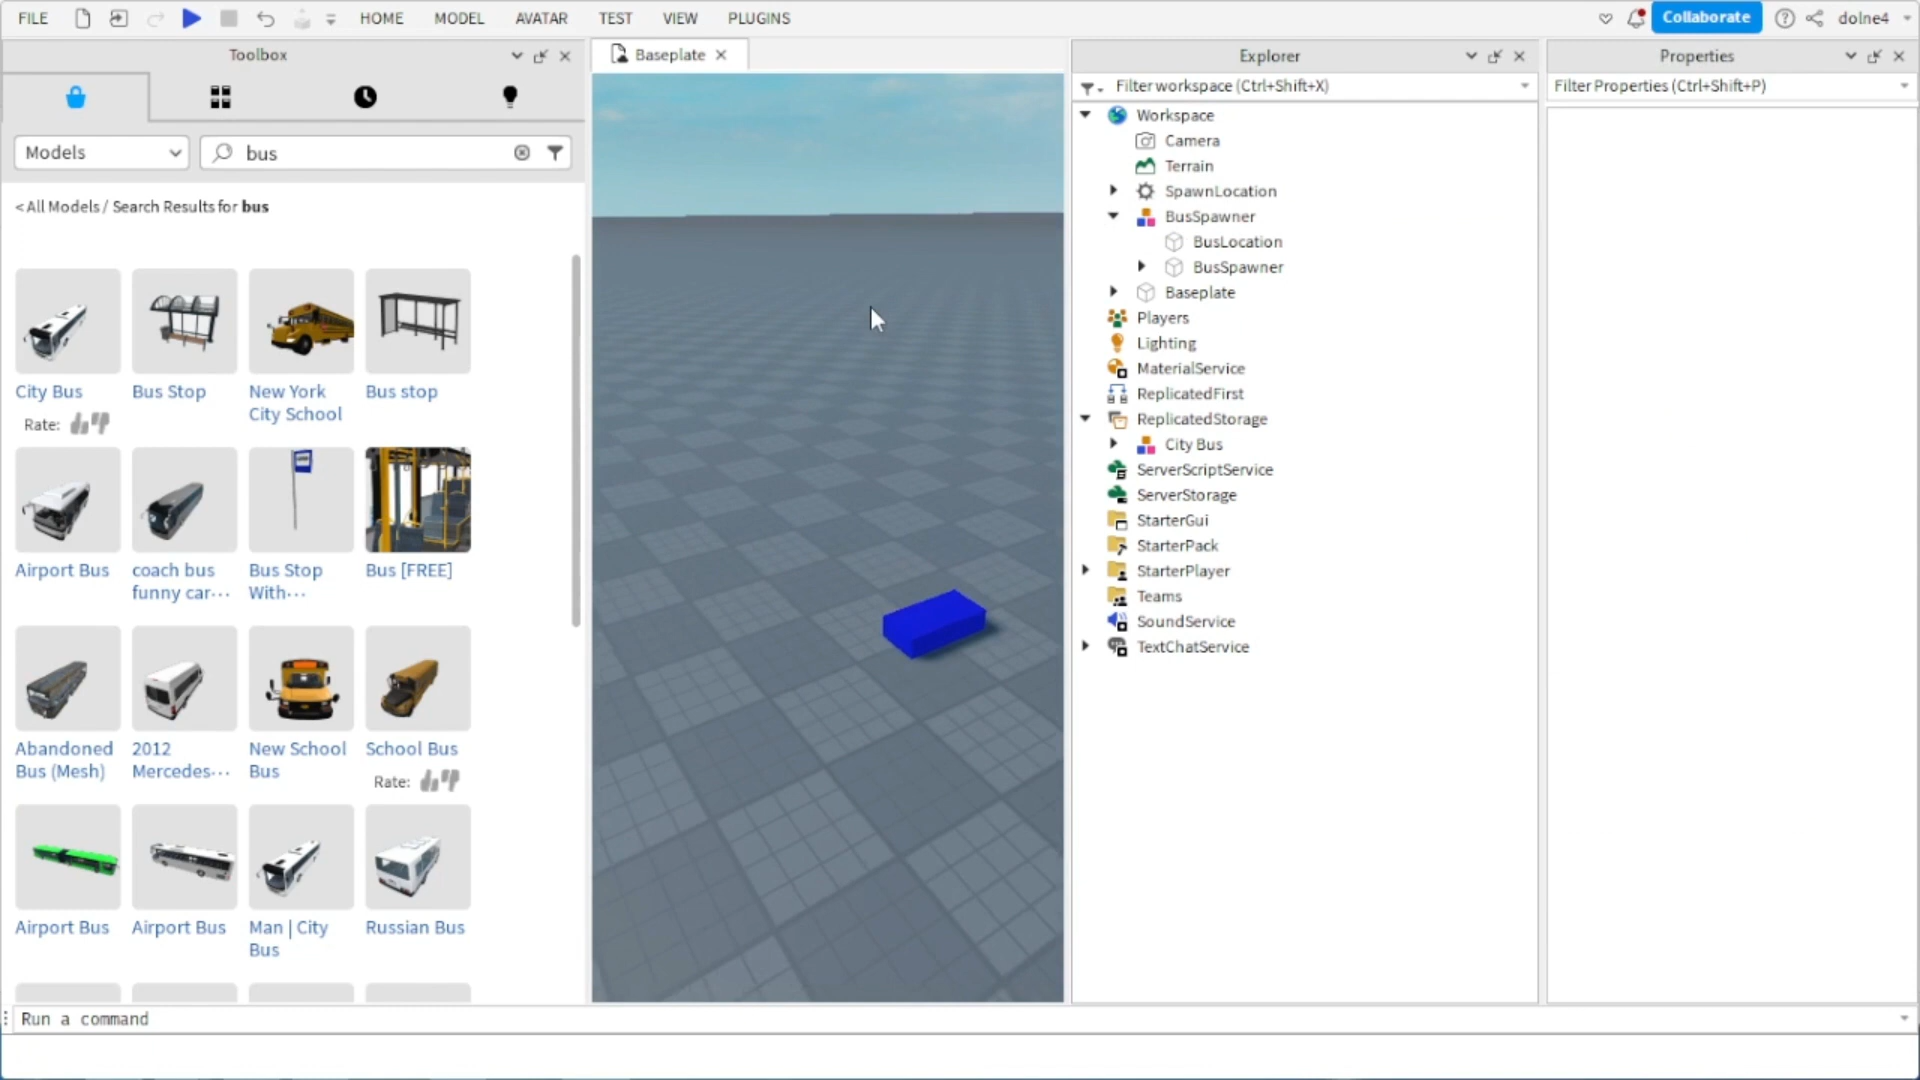 FILE HOME MODEL AVATAR TEST VIEW PLUGINS Collaborate dolne4
Toolbox
Models bus
< All Models / Search Results for bus
City Bus Bus Stop New York City School Bus stop
Rate:
Airport Bus coach bus funny car··· Bus Stop With··· Bus [FREE]
Abandoned Bus (Mesh) 2012 Mercedes··· New School Bus School Bus
Rate:
Airport Bus Airport Bus Man | City Bus Russian Bus
Baseplate
Explorer
Filter workspace (Ctrl+Shift+X)
Workspace
Camera
Terrain
SpawnLocation
BusSpawner
BusLocation
BusSpawner
Baseplate
Players
Lighting
MaterialService
ReplicatedFirst
ReplicatedStorage
City Bus
ServerScriptService
ServerStorage
StarterGui
StarterPack
StarterPlayer
Teams
SoundService
TextChatService
Properties
Filter Properties (Ctrl+Shift+P)
Run a command